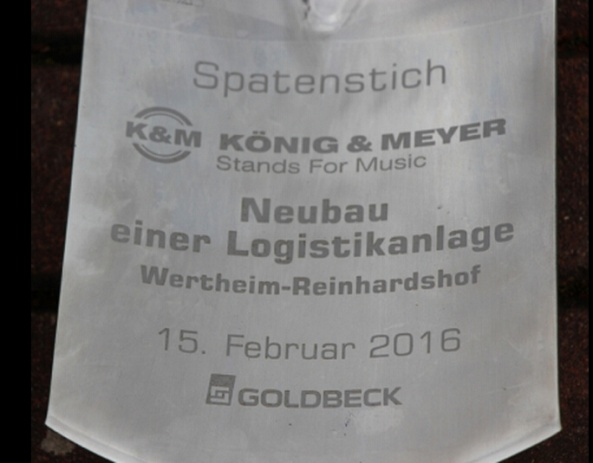 Spatenstich
K&M KÖNIG & MEYER
Stands For Music
Neubau
einer Logistikanlage
Wertheim-Reinhardshof
15. Februar 2016
GOLDBECK